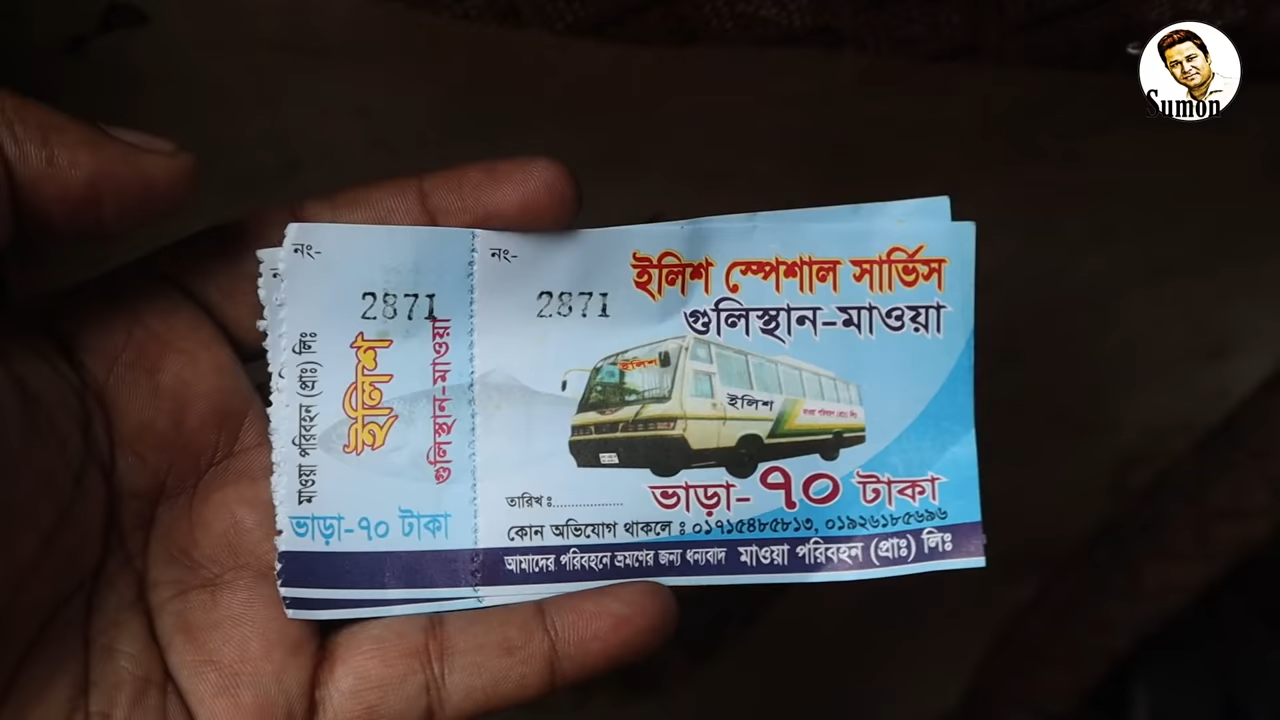 Sumon
নং-
2871
মাওয়া পরিবহন (প্রাঃ) লিঃ
ইলিশ
গুলিস্থান-মাওয়া
ভাড়া-৭০ টাকা
নং-
2871
ইলিশ স্পেশাল সার্ভিস
গুলিস্থান-মাওয়া
ইলিশ
ইলিশ
ভাড়া-৭০ টাকা
তারিখঃ..................
কোন অভিযোগ থাকলে : ০১৭১৫৪৮৫৮১৩, ০১৯২৬১৮৫৬৯৬
আমাদের পরিবহনে ভ্রমণের জন্য ধন্যবাদ মাওয়া পরিবহন (প্রাঃ) লিঃ